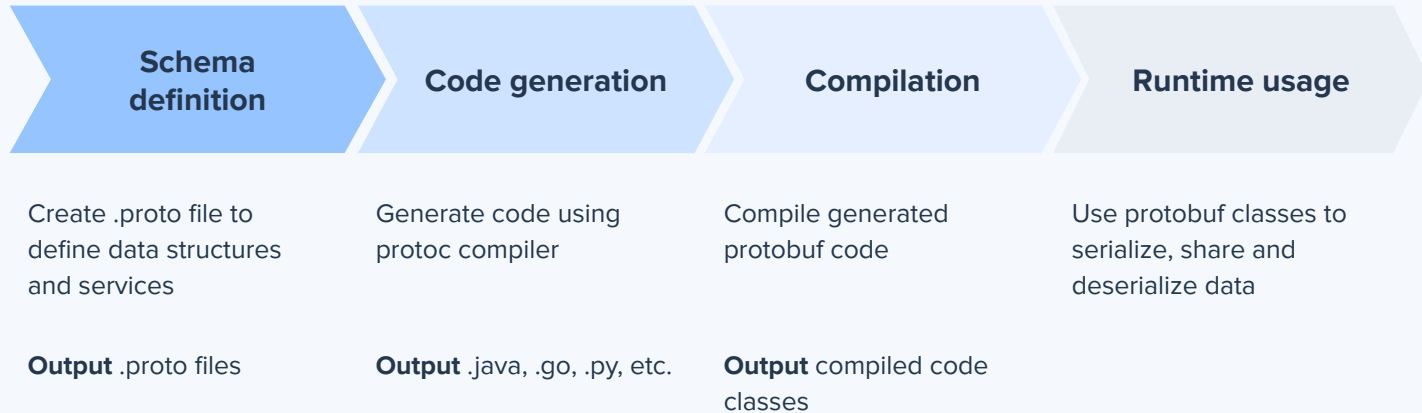 Schema
definition
Code generation
Compilation
Runtime usage
Create .proto file to
define data structures
and services
Output .proto files
Generate code using
protoc compiler
Output .java, .go, .py, etc.
Compile generated
protobuf code
Output compiled code
classes
Use protobuf classes to
serialize, share and
deserialize data